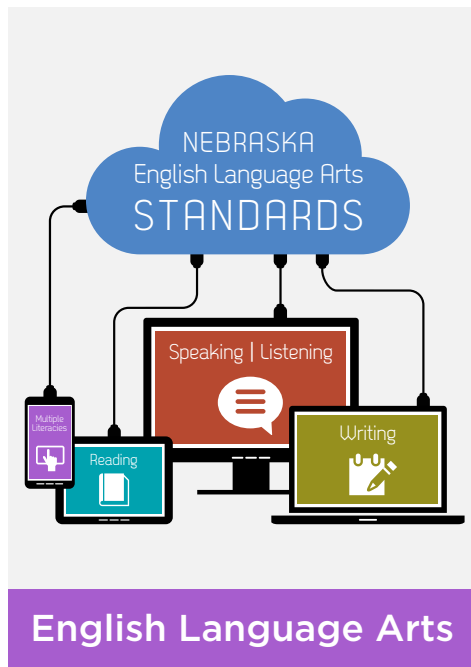 NEBRASKA
English Language Arts
STANDARDS
Speaking | Listening
Multiple
Literacies
Reading
Writing
English Language Arts